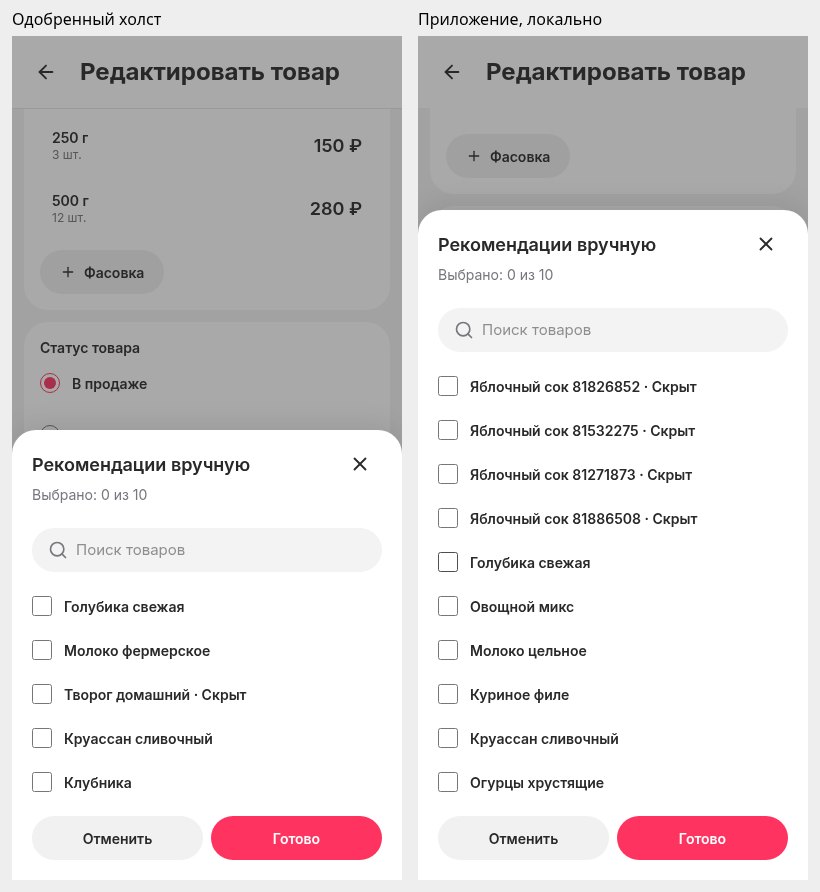 Одобренный холст
Редактировать товар
250 г
3 шт.
150 ₽
500 г
12 шт.
280 ₽
+ Фасовка
Статус товара
В продаже
Рекомендации вручную
Выбрано: 0 из 10
Поиск товаров
Голубика свежая
Молоко фермерское
Творог домашний · Скрыт
Круассан сливочный
Клубника
Отменить
Готово
Приложение, локально
Редактировать товар
+ Фасовка
Рекомендации вручную
Выбрано: 0 из 10
Поиск товаров
Яблочный сок 81826852 · Скрыт
Яблочный сок 81532275 · Скрыт
Яблочный сок 81271873 · Скрыт
Яблочный сок 81886508 · Скрыт
Голубика свежая
Овощной микс
Молоко цельное
Куриное филе
Круассан сливочный
Огурцы хрустящие
Отменить
Готово